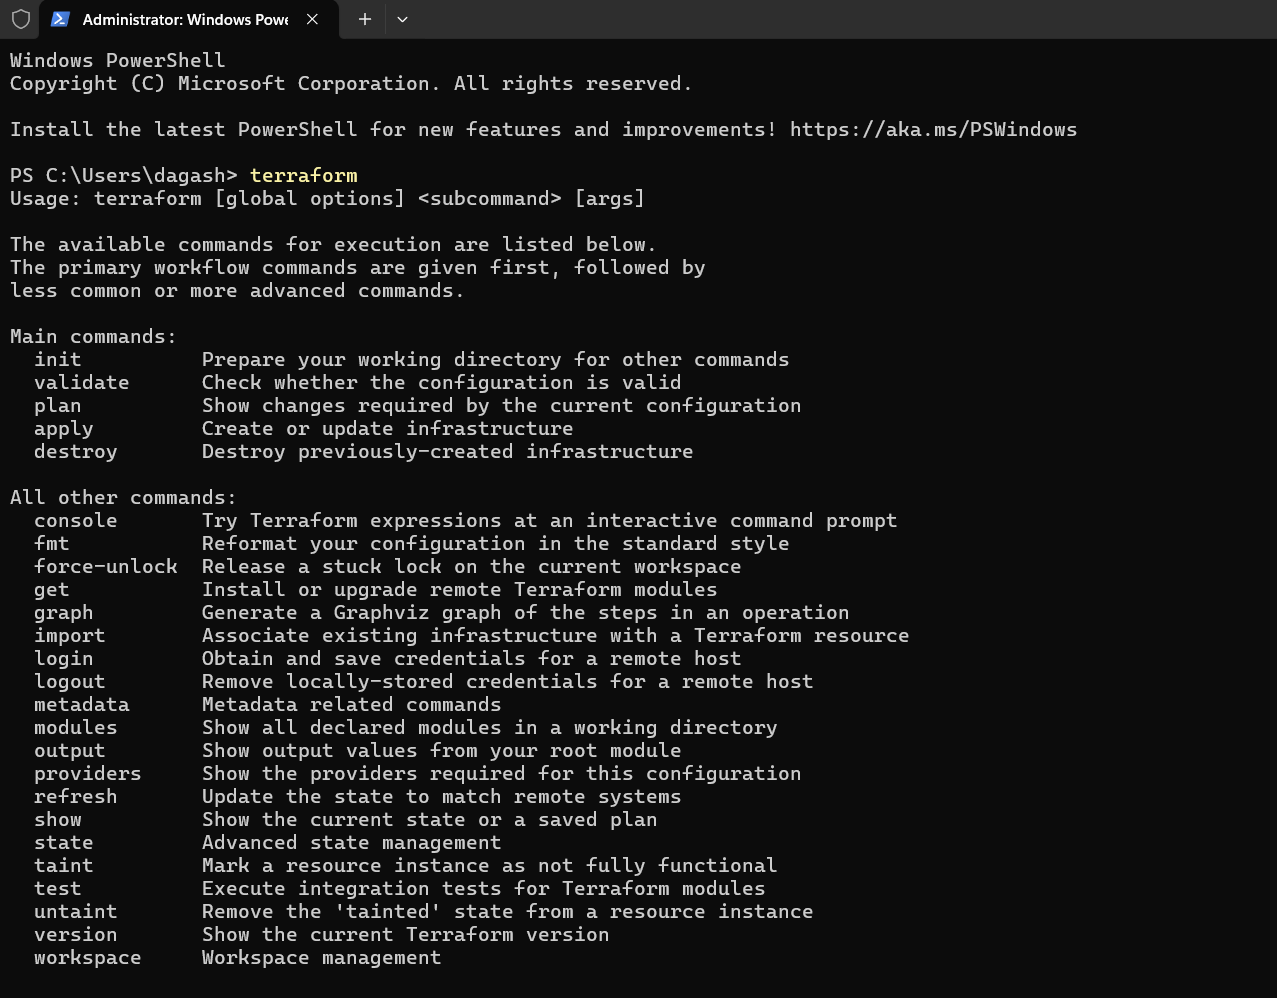 Administrator: Windows Powe
Windows PowerShell
Copyright (C) Microsoft Corporation. All rights reserved.
Install the latest PowerShell for new features and improvements! https://aka.ms/PSWindows
PS C:\Users\dagash> terraform
Usage: terraform [global options] <subcommand> [args]
The available commands for execution are listed below.
The primary workflow commands are given first, followed by
less common or more advanced commands.
Main commands:
  init          Prepare your working directory for other commands
  validate      Check whether the configuration is valid
  plan          Show changes required by the current configuration
  apply         Create or update infrastructure
  destroy       Destroy previously-created infrastructure
All other commands:
  console       Try Terraform expressions at an interactive command prompt
  fmt           Reformat your configuration in the standard style
  force-unlock  Release a stuck lock on the current workspace
  get           Install or upgrade remote Terraform modules
  graph         Generate a Graphviz graph of the steps in an operation
  import        Associate existing infrastructure with a Terraform resource
  login         Obtain and save credentials for a remote host
  logout        Remove locally-stored credentials for a remote host
  metadata      Metadata related commands
  modules       Show all declared modules in a working directory
  output        Show output values from your root module
  providers     Show the providers required for this configuration
  refresh       Update the state to match remote systems
  show          Show the current state or a saved plan
  state         Advanced state management
  taint         Mark a resource instance as not fully functional
  test          Execute integration tests for Terraform modules
  untaint       Remove the 'tainted' state from a resource instance
  version       Show the current Terraform version
  workspace     Workspace management